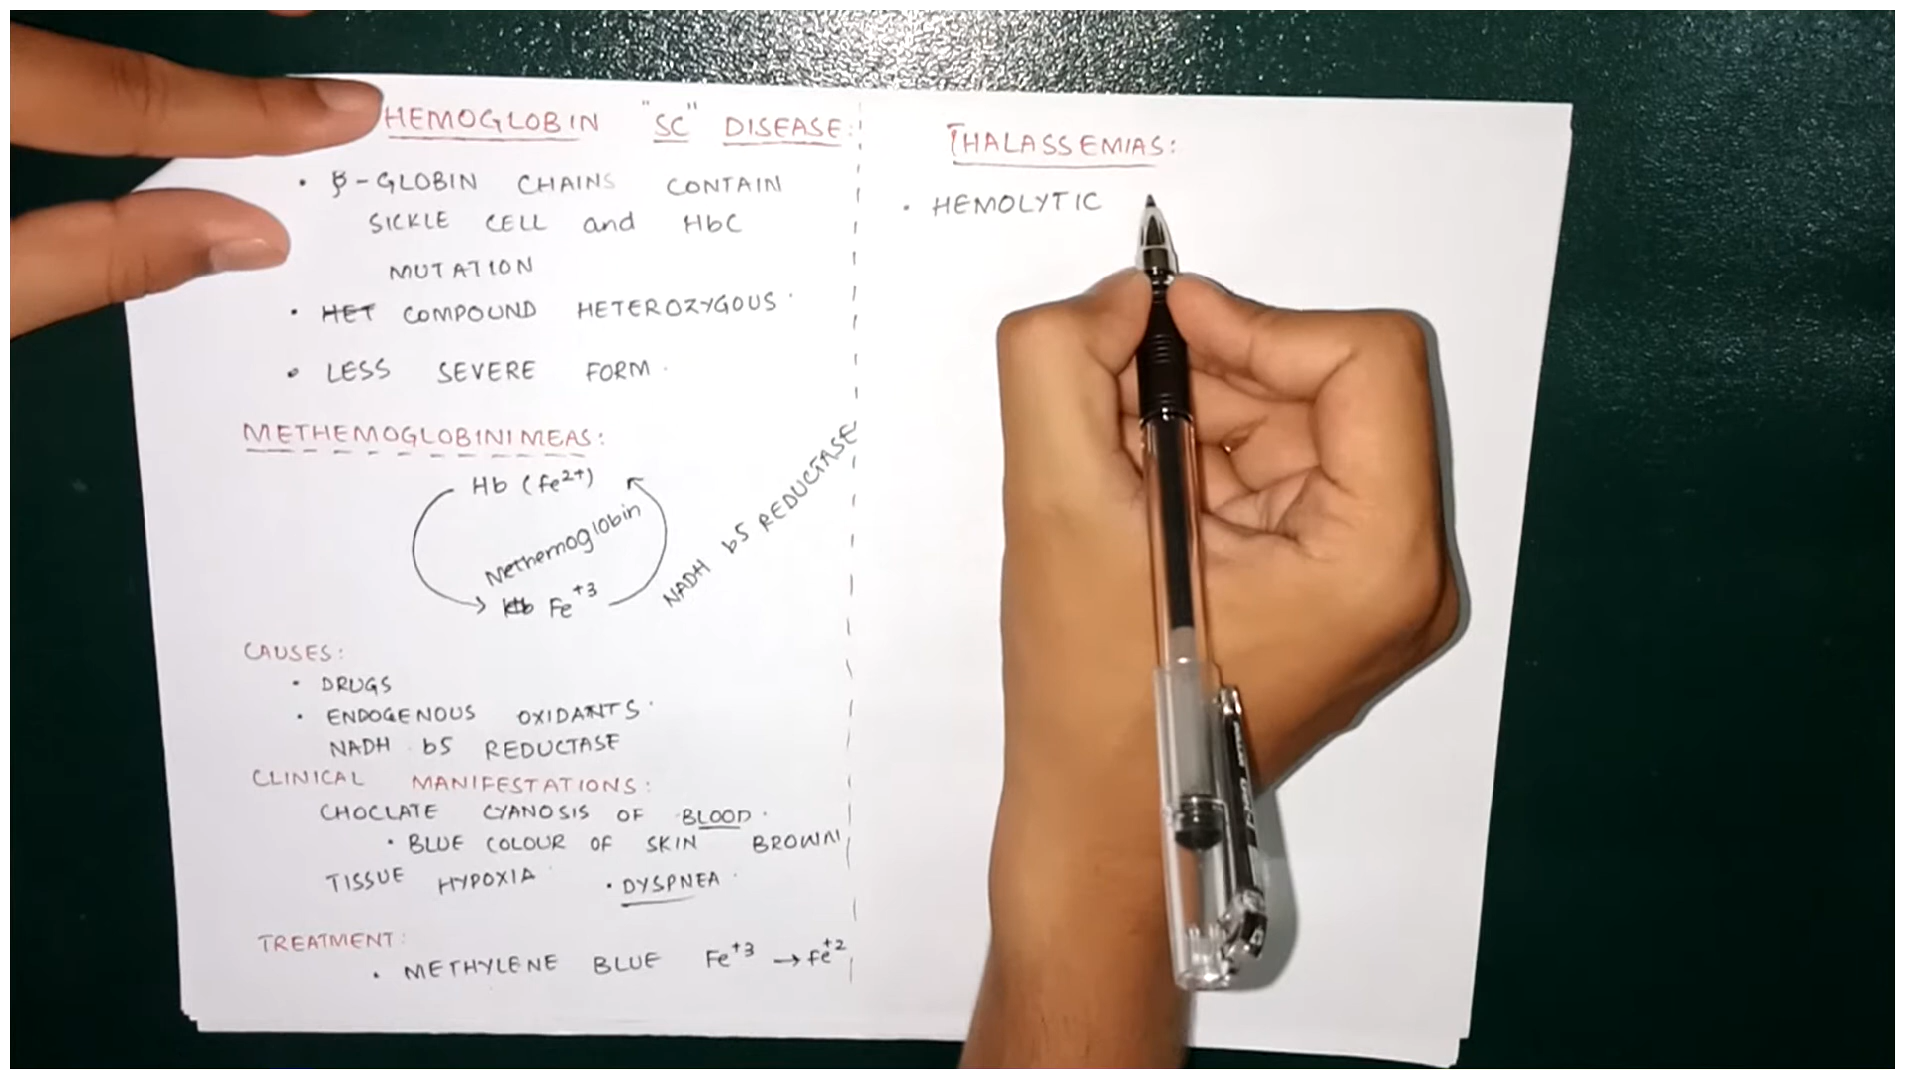 HEMOGLOBIN "SC" DISEASE:
• β-GLOBIN CHAINS CONTAIN
SICKLE CELL and HbC
MUTATION
• HET COMPOUND HETEROZYGOUS.
• LESS SEVERE FORM.
METHEMOGLOBINIMEAS:
Hb (fe2+)
Methemoglobin
Hb Fe+3
NADH b5 REDUCTASE
CAUSES:
• DRUGS
• ENDOGENOUS OXIDANTS.
NADH b5 REDUCTASE
CLINICAL MANIFESTATIONS:
CHOCLATE CYANOSIS OF BLOOD.
• BLUE COLOUR OF SKIN BROWN
TISSUE HYPOXIA. • DYSPNEA.
TREATMENT:
• METHYLENE BLUE Fe+3 → fe+2
THALASSEMIAS:
• HEMOLYTIC